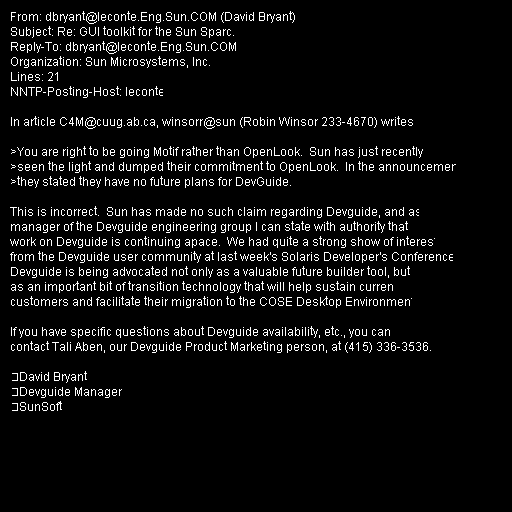 From: dbryant@leconte.Eng.Sun.COM (David Bryant)
Subject: Re: GUI toolkit for the Sun Sparc.
Reply-To: dbryant@leconte.Eng.Sun.COM
Organization: Sun Microsystems, Inc.
Lines: 21
NNTP-Posting-Host: leconte

In article C4M@cuug.ab.ca, winsorr@sun (Robin Winsor 233-4670) writes

>You are right to be going Motif rather than OpenLook.  Sun has just recently
>seen the light and dumped their commitment to OpenLook.  In the announcemen
>they stated they have no future plans for DevGuide.

This is incorrect.  Sun has made no such claim regarding Devguide, and as
manager of the Devguide engineering group I can state with authority that
work on Devguide is continuing apace.  We had quite a strong show of interes
from the Devguide user community at last week's Solaris Developer's Conference
Devguide is being advocated not only as a valuable future builder tool, but
as an important bit of transition technology that will help sustain curren
customers and facilitate their migration to the COSE Desktop Environmen

If you have specific questions about Devguide availability, etc., you can
contact Tali Aben, our Devguide Product Marketing person, at (415) 336-3536.

David Bryant
Devguide Manager
SunSoft